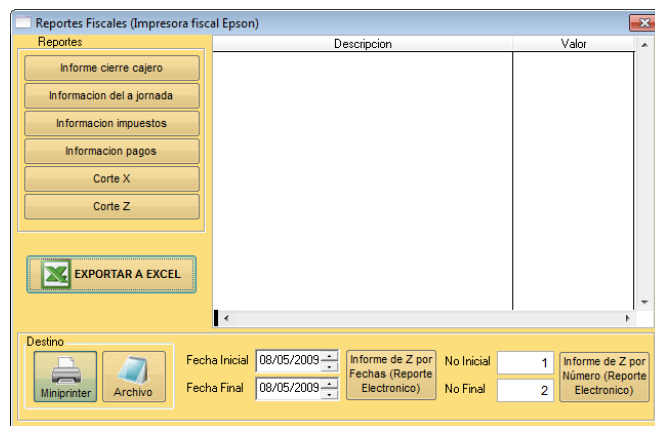 Reportes Fiscales (Impresora fiscal Epson)
Reportes
Descripcion
Valor
Informe cierre cajero
Informacion del a jornada
Informacion impuestos
Informacion pagos
Corte X
Corte Z
EXPORTAR A EXCEL
Destino
Miniprinter
Archivo
Fecha Inicial
08/05/2009
Fecha Final
08/05/2009
Informe de Z por
Fechas (Reporte
Electronico)
No Inicial
1
No Final
2
Informe de Z por
Número (Reporte
Electronico)